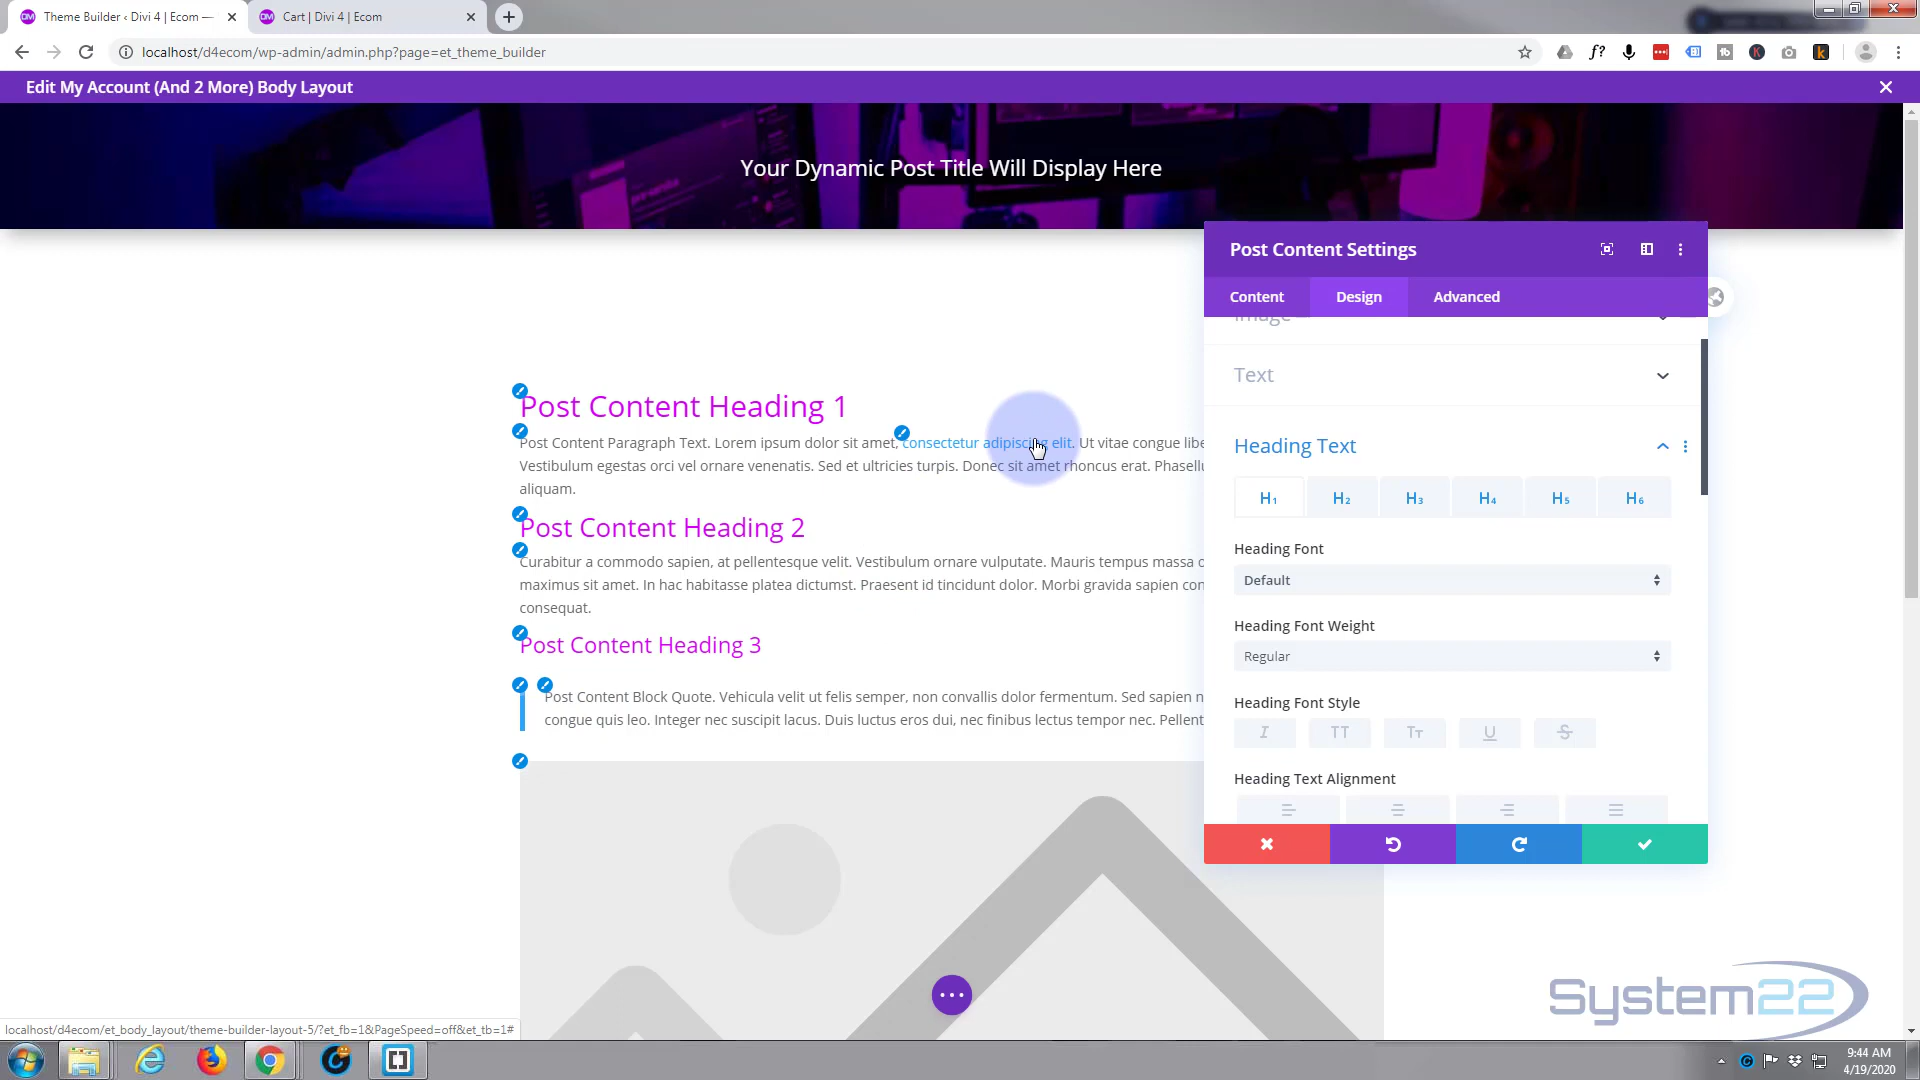 Theme Builder ‹ Divi 4 | Ecom —
Cart | Divi 4 | Ecom
localhost/d4ecom/wp-admin/admin.php?page=et_theme_builder
Edit My Account (And 2 More) Body Layout
Your Dynamic Post Title Will Display Here
Post Content Settings
Content Design Advanced
Image
Text
Heading Text
H1 H2 H3 H4 H5 H6
Heading Font
Default
Heading Font Weight
Regular
Heading Font Style
I TT Tт U S
Heading Text Alignment
Post Content Heading 1
Post Content Paragraph Text. Lorem ipsum dolor sit amet, consectetur adipiscing elit. Ut vitae congue libe
Vestibulum egestas orci vel ornare venenatis. Sed et ultricies turpis. Donec sit amet rhoncus erat. Phasellu
aliquam.
Post Content Heading 2
Curabitur a commodo sapien, at pellentesque velit. Vestibulum ornare vulputate. Mauris tempus massa
maximus sit amet. In hac habitasse platea dictumst. Praesent id tincidunt dolor. Morbi gravida sapien con
consequat.
Post Content Heading 3
Post Content Block Quote. Vehicula velit ut felis semper, non convallis dolor fermentum. Sed sapien n
congue quis leo. Integer nec suscipit lacus. Duis luctus eros dui, nec finibus lectus tempor nec. Pellent
System22
localhost/d4ecom/et_body_layout/theme-builder-layout-5/?et_fb=1&PageSpeed=off&et_tb=1#
9:44 AM
4/19/2020